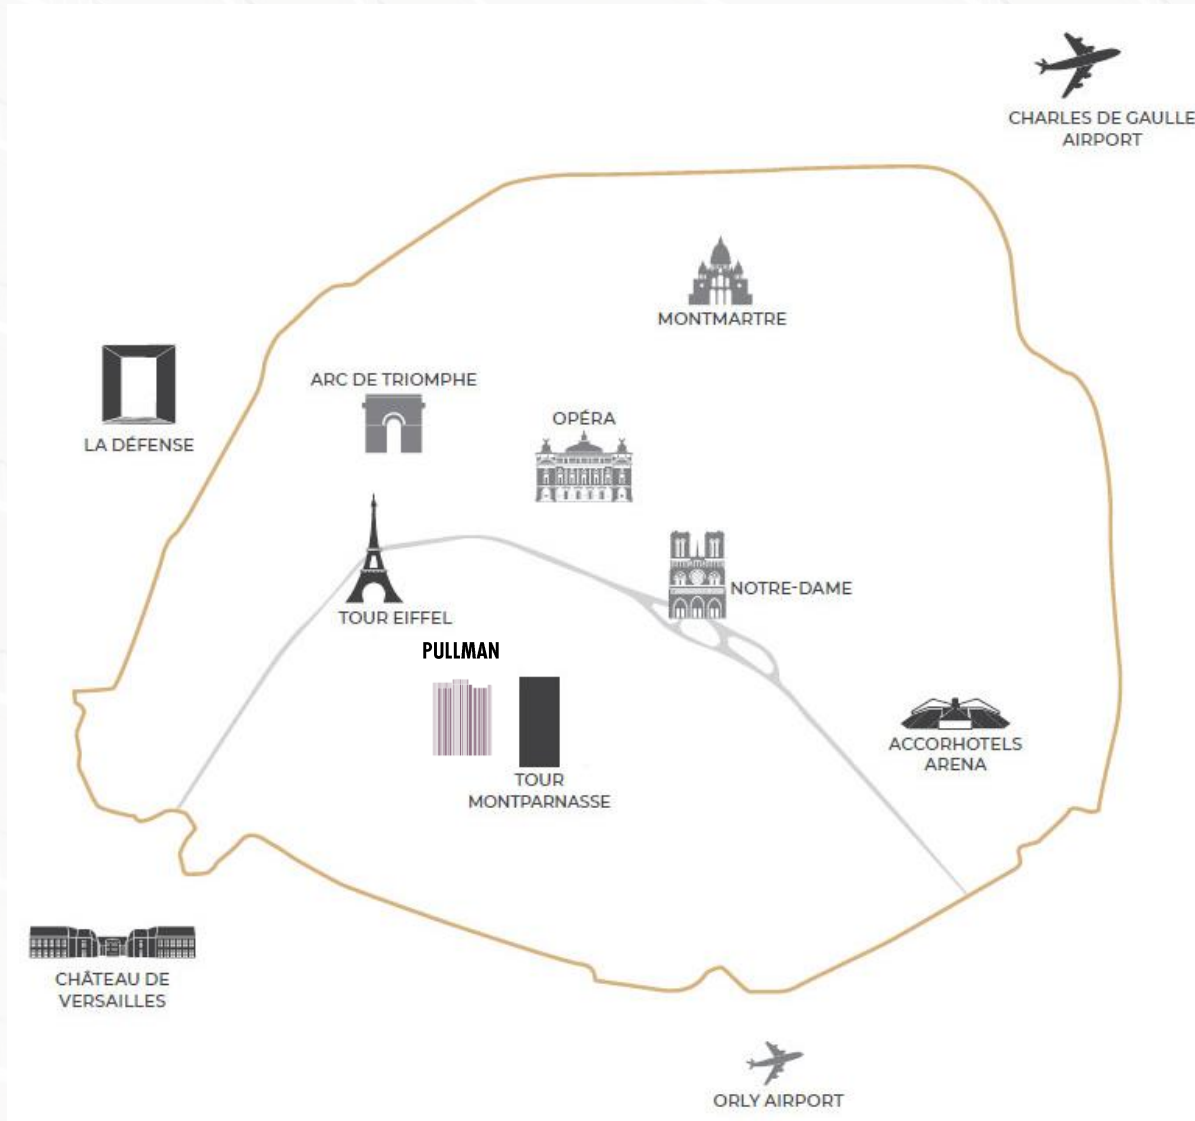 CHARLES DE GAULLE
AIRPORT
MONTMARTRE
ARC DE TRIOMPHE
OPÉRA
LA DÉFENSE
NOTRE-DAME
TOUR EIFFEL
PULLMAN
ACCORHOTELS
ARENA
TOUR
MONTPARNASSE
CHÂTEAU DE
VERSAILLES
ORLY AIRPORT